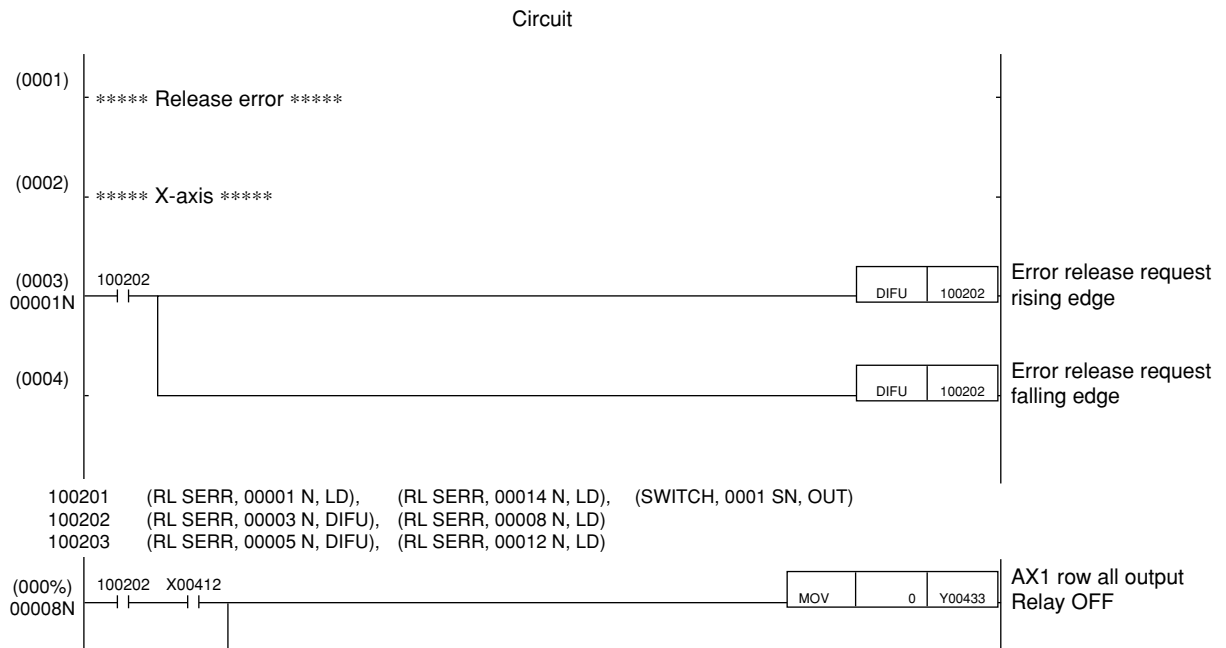 Circuit
(0001)
***** Release error *****
(0002)
***** X-axis *****
(0003)
00001N
100202
DIFU 100202
Error release request
rising edge
(0004)
DIFU 100202
Error release request
falling edge
100201 (RL SERR, 00001 N, LD), (RL SERR, 00014 N, LD), (SWITCH, 0001 SN, OUT)
100202 (RL SERR, 00003 N, DIFU), (RL SERR, 00008 N, LD)
100203 (RL SERR, 00005 N, DIFU), (RL SERR, 00012 N, LD)
(000%)
00008N
100202 X00412
MOV 0 Y00433
AX1 row all output
Relay OFF